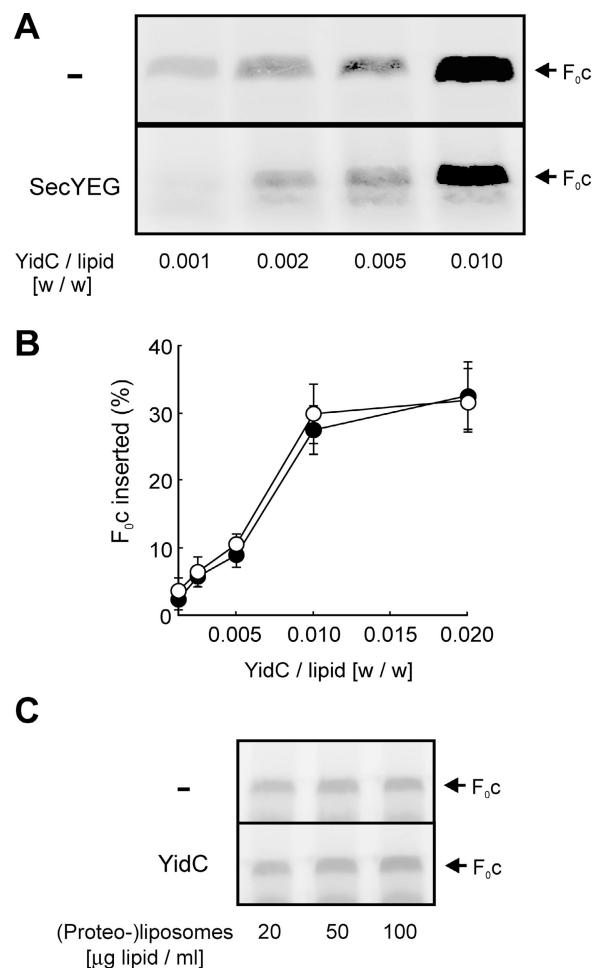 A
–
F₀c
SecYEG
F₀c
YidC / lipid
[w / w]
0.001 0.002 0.005 0.010
B
F₀c inserted (%)
40
30
20
10
0
0.005 0.010 0.015 0.020
YidC / lipid [w / w]
C
–
F₀c
YidC
F₀c
(Proteo-)liposomes
[µg lipid / ml]
20 50 100